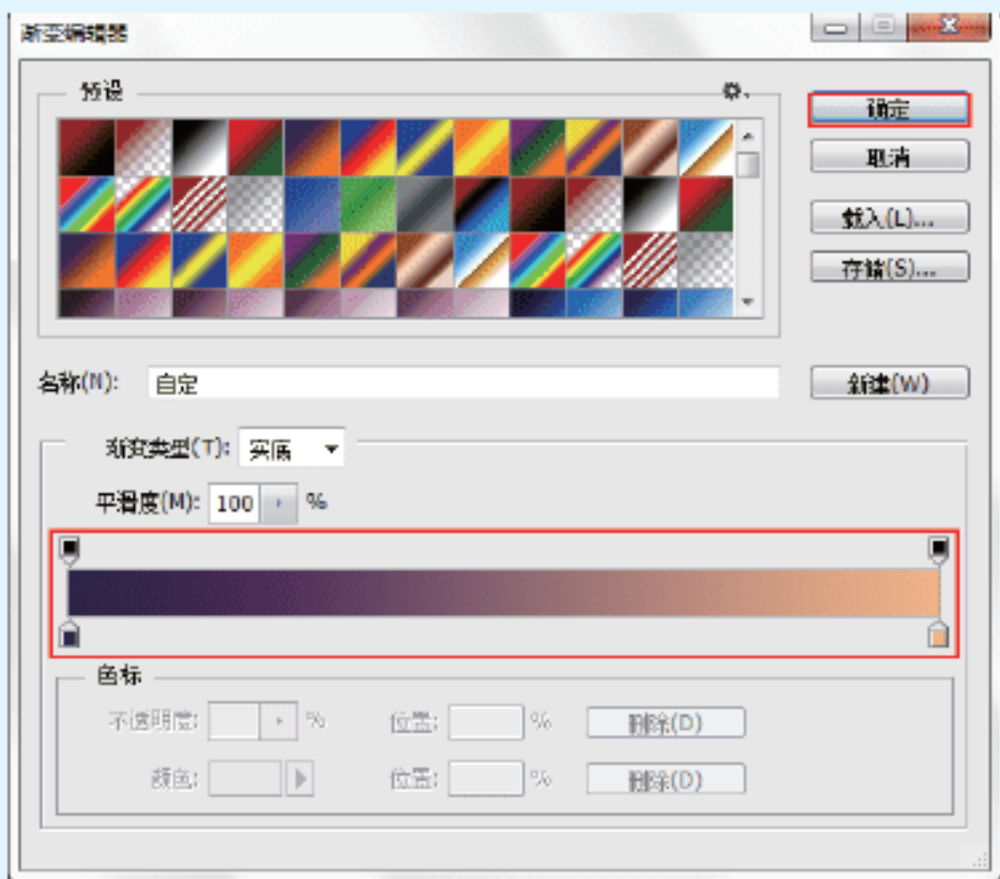 渐变编辑器
预设
确定
取消
载入(L)...
存储(S)...
名称(N): 自定
新建(W)
渐变类型(T): 实底
平滑度(M): 100 %
色标
不透明度: % 位置: % 删除(D)
颜色: 位置: % 删除(D)